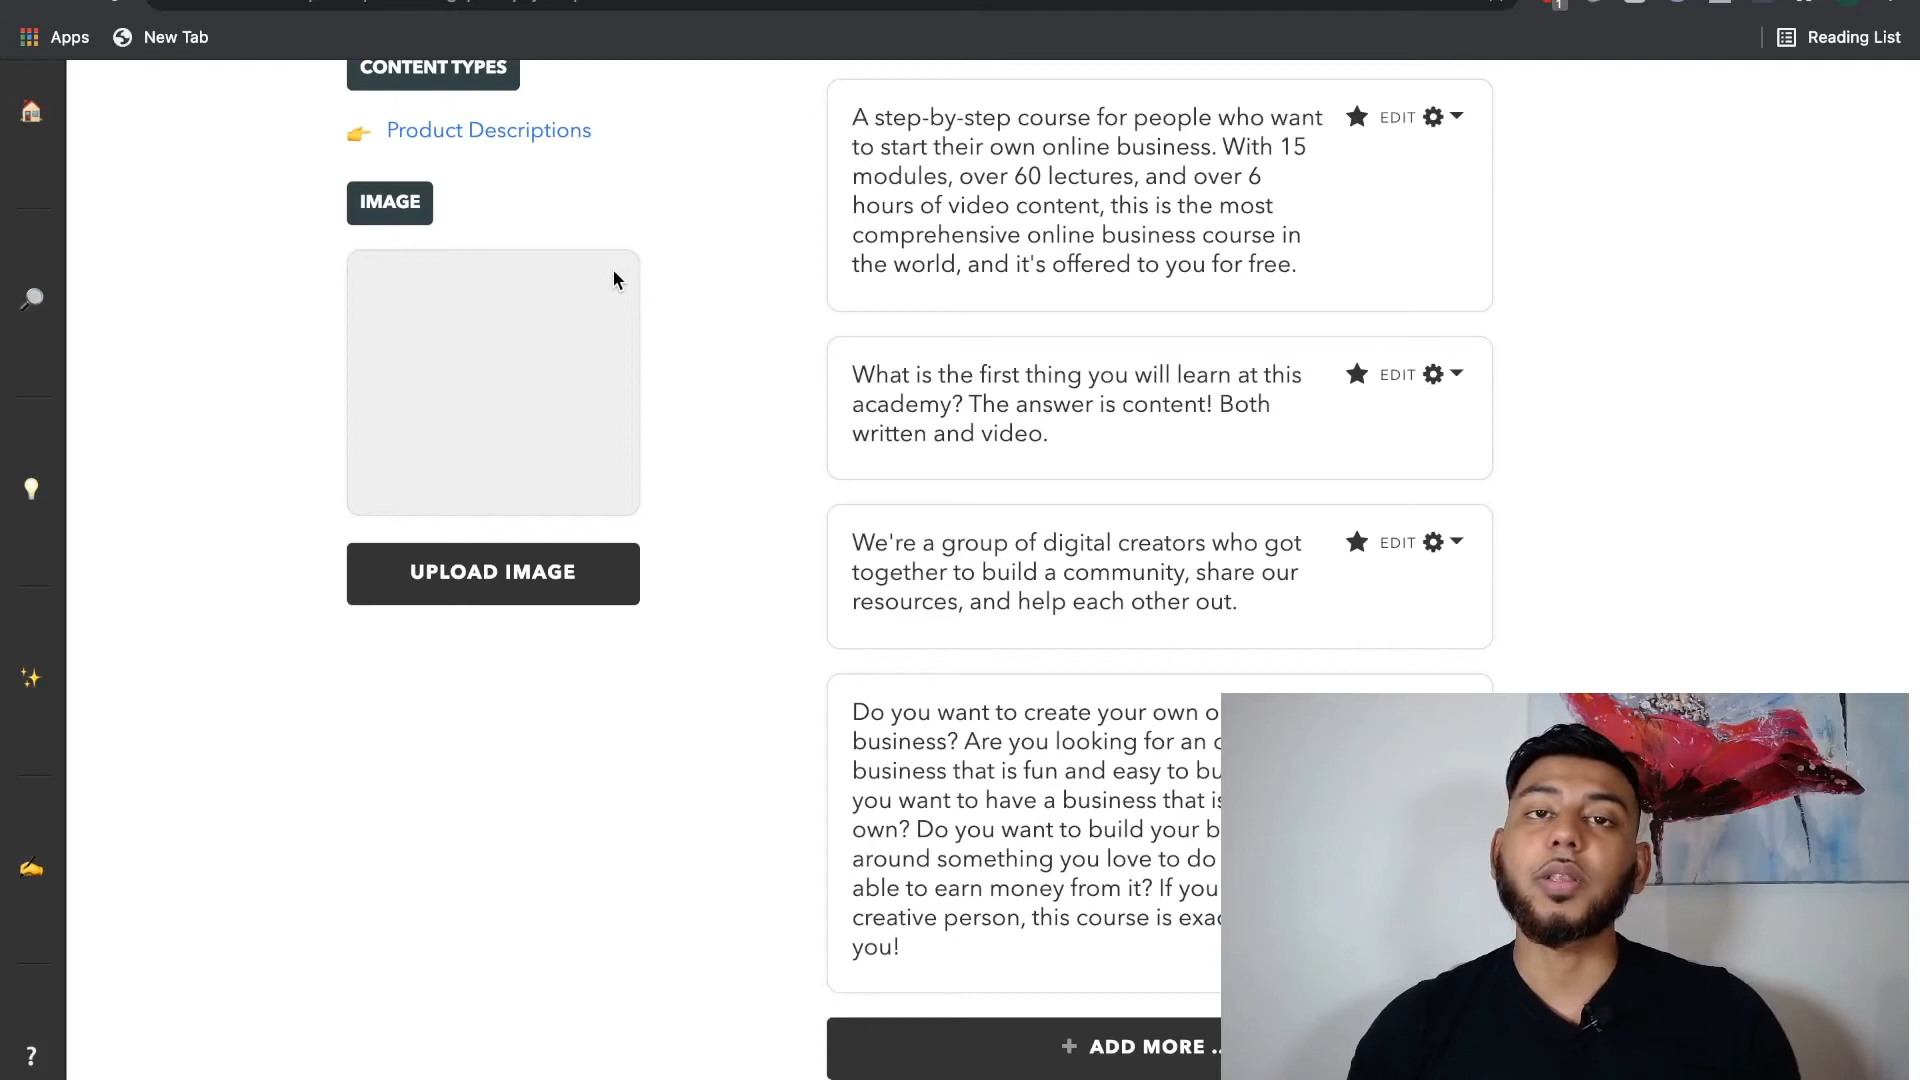 Apps
New Tab
Reading List
CONTENT TYPES
Product Descriptions
IMAGE
UPLOAD IMAGE
A step-by-step course for people who want
to start their own online business. With 15
modules, over 60 lectures, and over 6
hours of video content, this is the most
comprehensive online business course in
the world, and it's offered to you for free.
EDIT
What is the first thing you will learn at this
academy? The answer is content! Both
written and video.
EDIT
We're a group of digital creators who got
together to build a community, share our
resources, and help each other out.
EDIT
Do you want to create your own
business? Are you looking for an
business that is fun and easy to
you want to have a business that
own? Do you want to build your
around something you love to do
able to earn money from it? If you
creative person, this course is
you!
+ ADD MORE ..
?
1